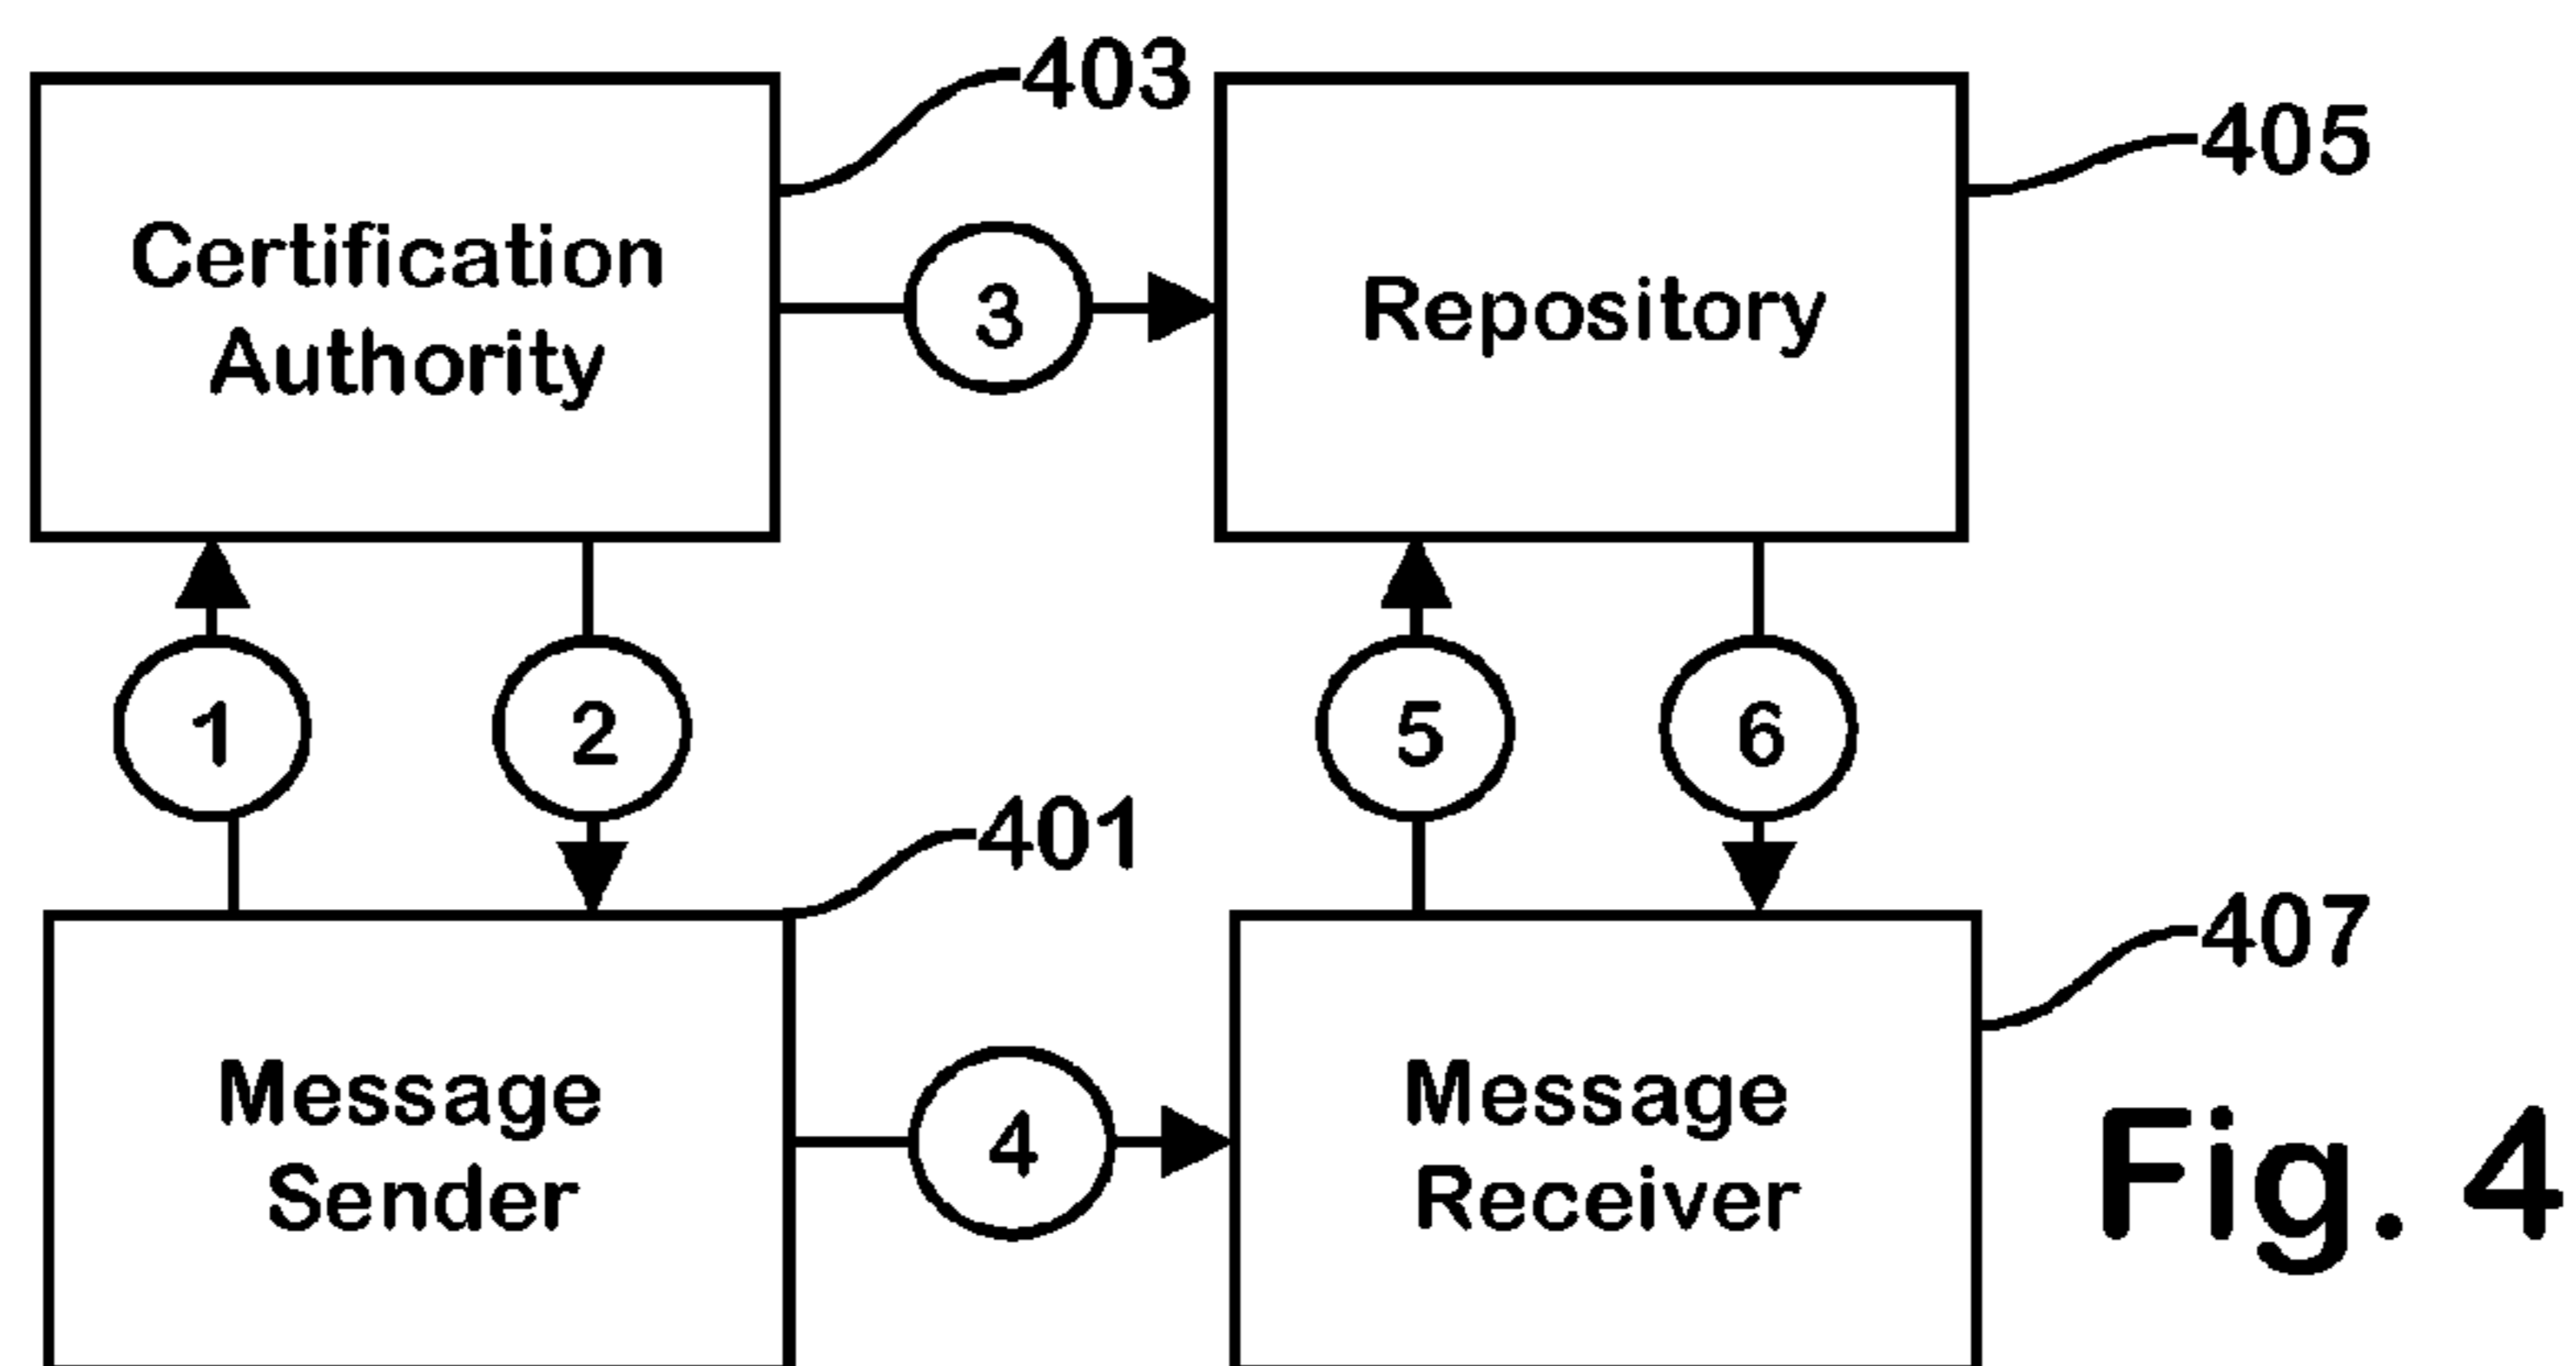 403
405
Certification
Authority
3
Repository
1
2
5
6
401
407
Message
Sender
4
Message
Receiver
Fig. 4